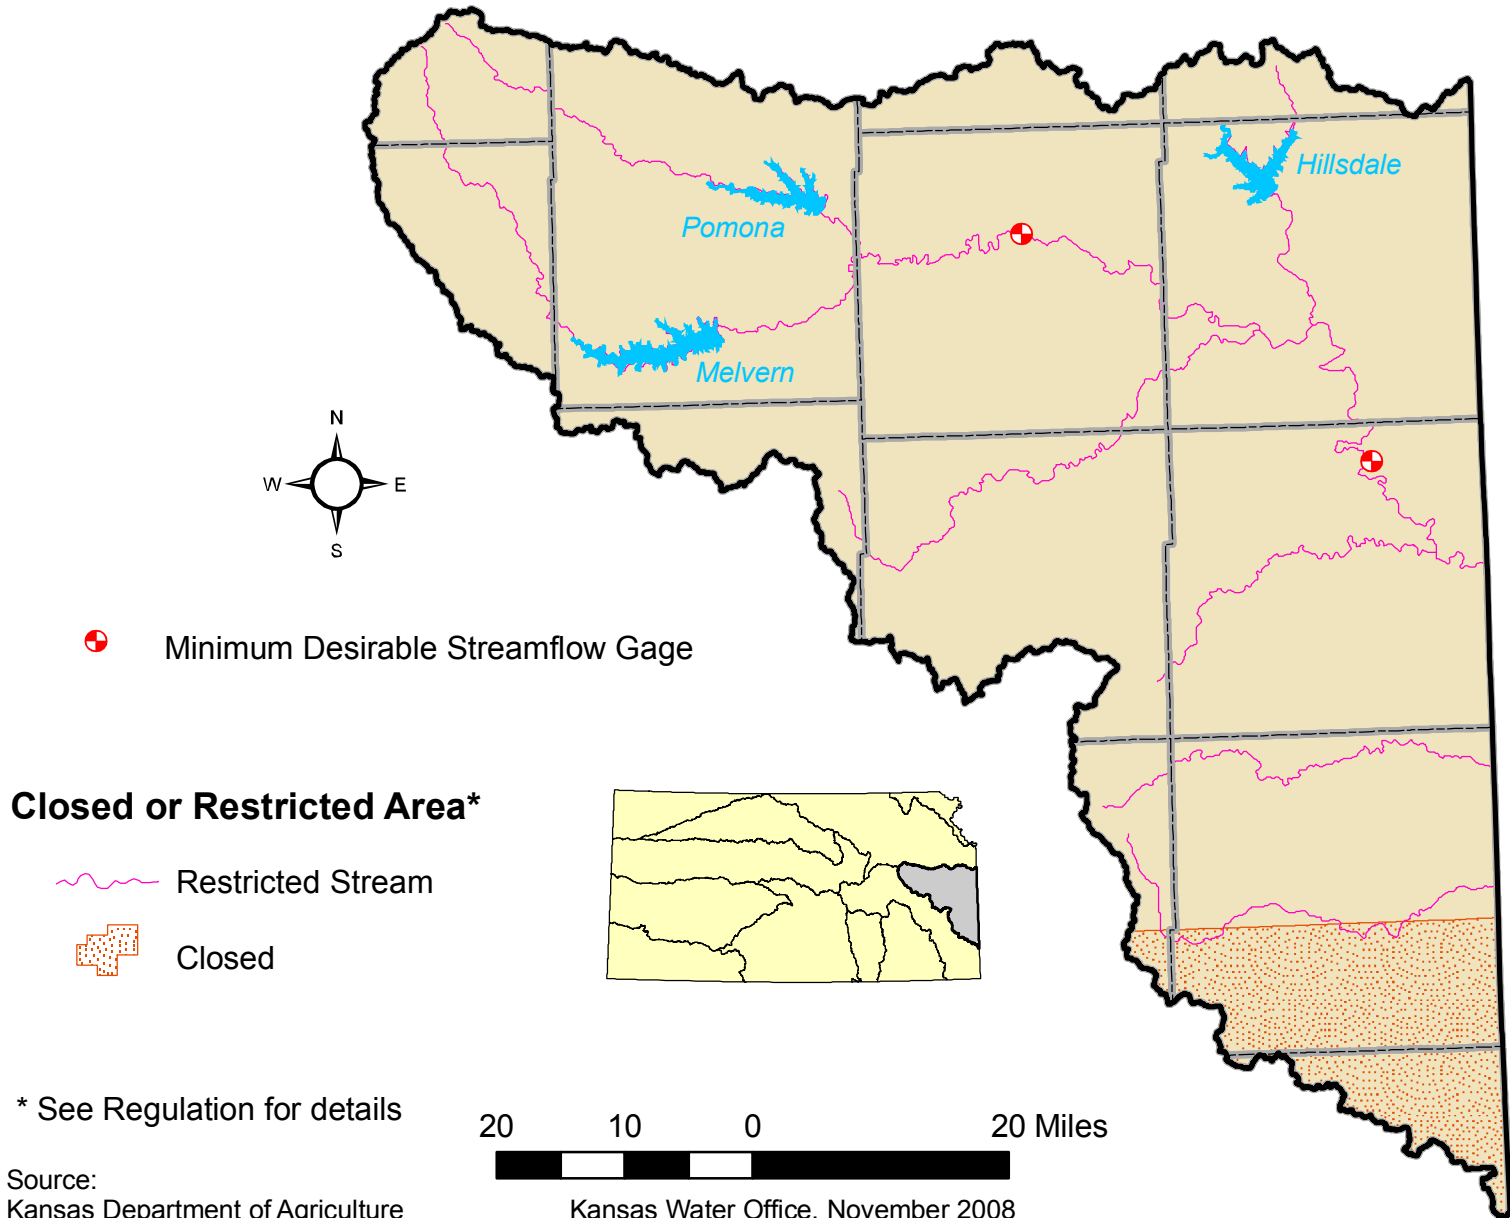 Hillsdale
Pomona
Melvern
N
W
E
S
Minimum Desirable Streamflow Gage
Closed or Restricted Area*
Restricted Stream
Closed
* See Regulation for details
20 10 0 20 Miles
Source:
Kansas Department of Agriculture
Kansas Water Office, November 2008